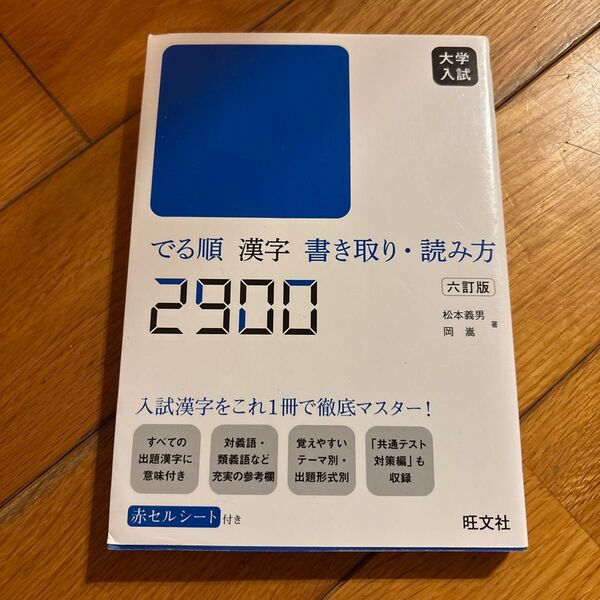 大学
入試
でる順 漢字 書き取り・読み方
2900
六訂版
松本義男
岡 嵩
著
入試漢字をこれ1冊で徹底マスター!
すべての
出題漢字に
意味付き
対義語・
類義語など
充実の参考欄
覚えやすい
テーマ別・
出題形式別
「共通テスト
対策編」も
収録
赤セルシート付き
旺文社